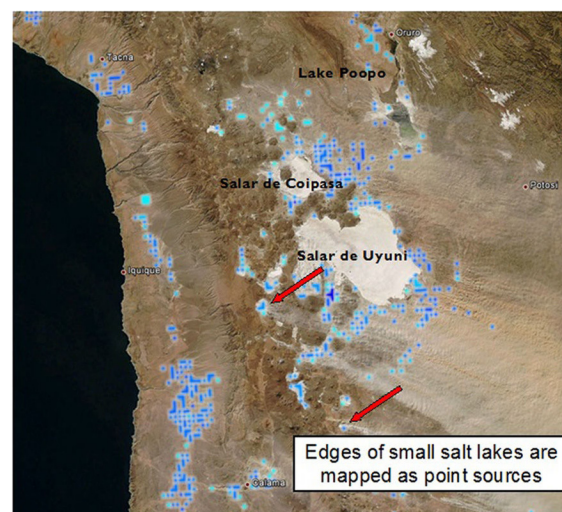 Oruro
Tacna
Lake Poopo
Salar de Coipasa
Potosi
Salar de Uyuni
Iquique
Edges of small salt lakes are
mapped as point sources
Calama